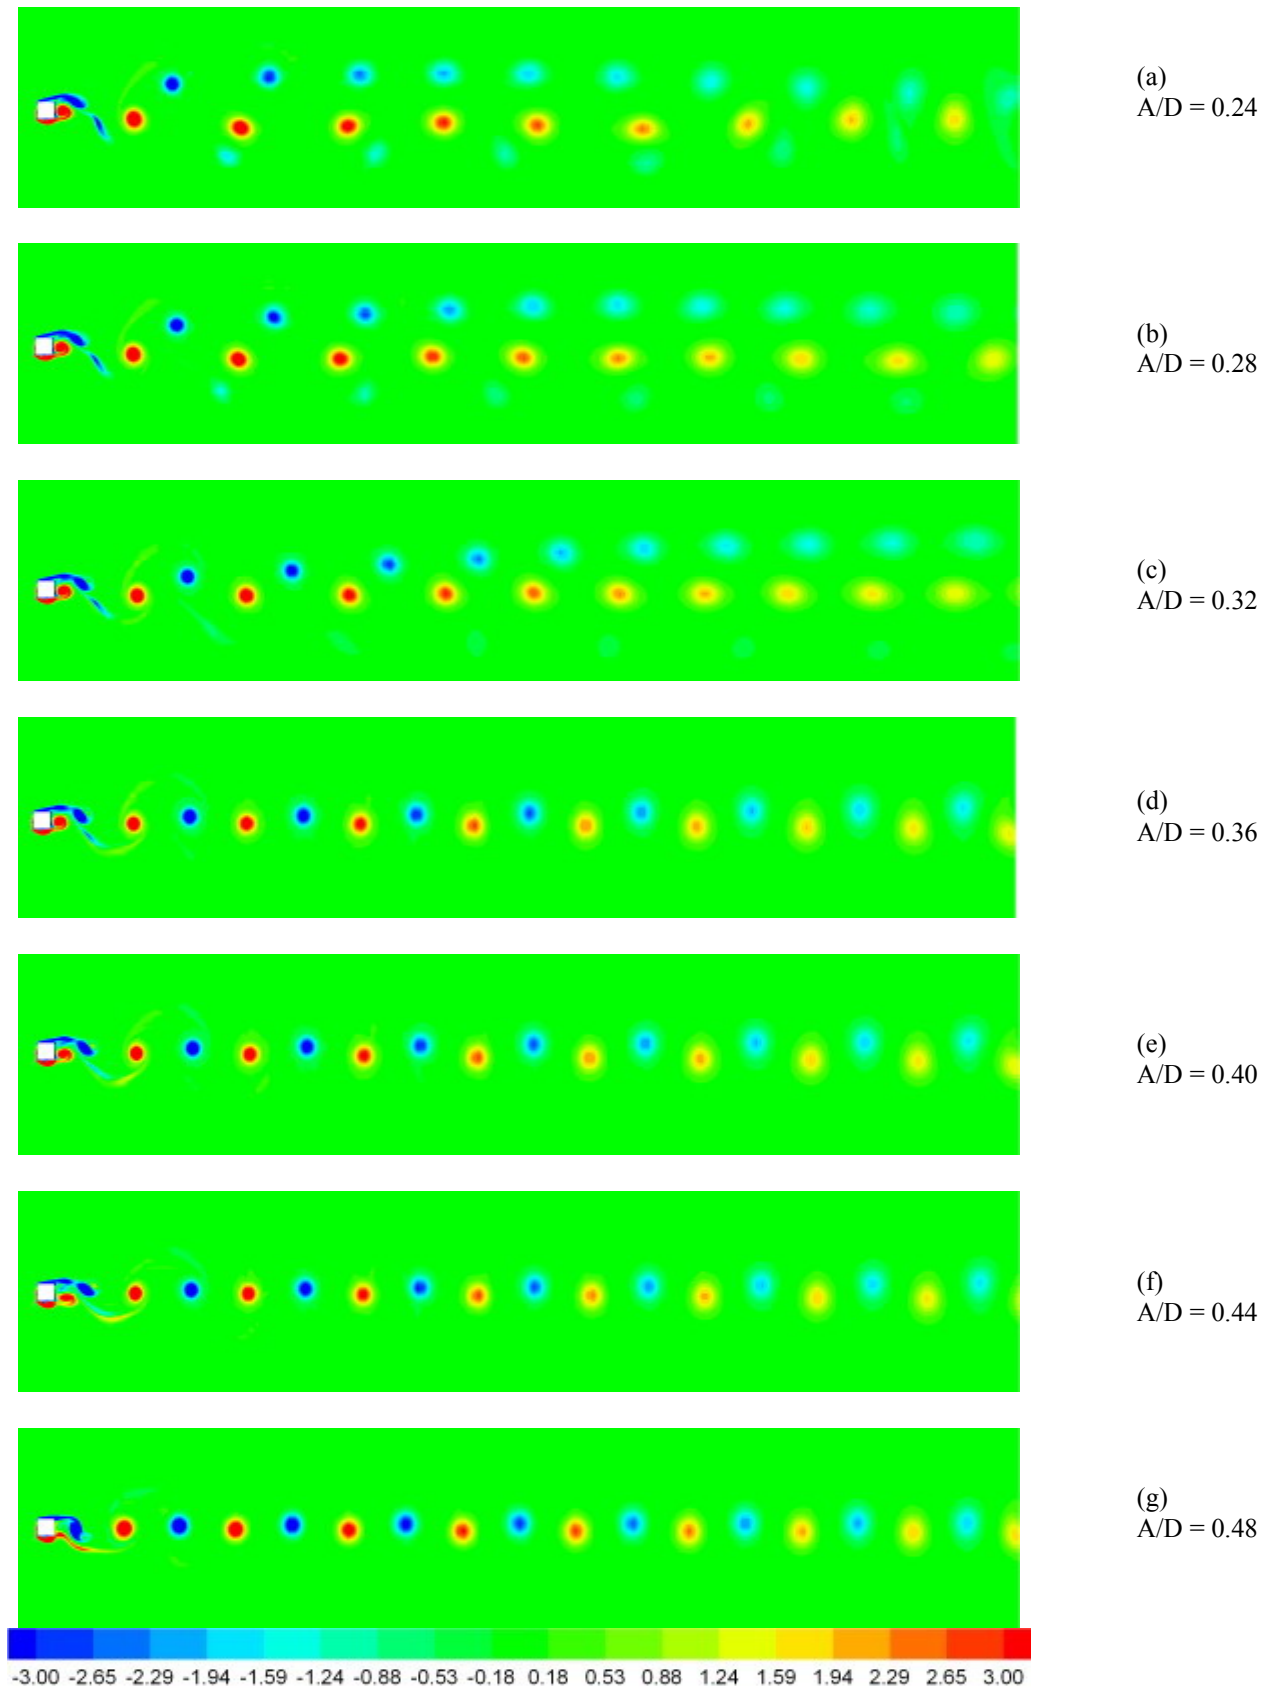 (a)
A/D = 0.24
(b)
A/D = 0.28
(c)
A/D = 0.32
(d)
A/D = 0.36
(e)
A/D = 0.40
(f)
A/D = 0.44
(g)
A/D = 0.48
-3.00 -2.65 -2.29 -1.94 -1.59 -1.24 -0.88 -0.53 -0.18 0.18 0.53 0.88 1.24 1.59 1.94 2.29 2.65 3.00